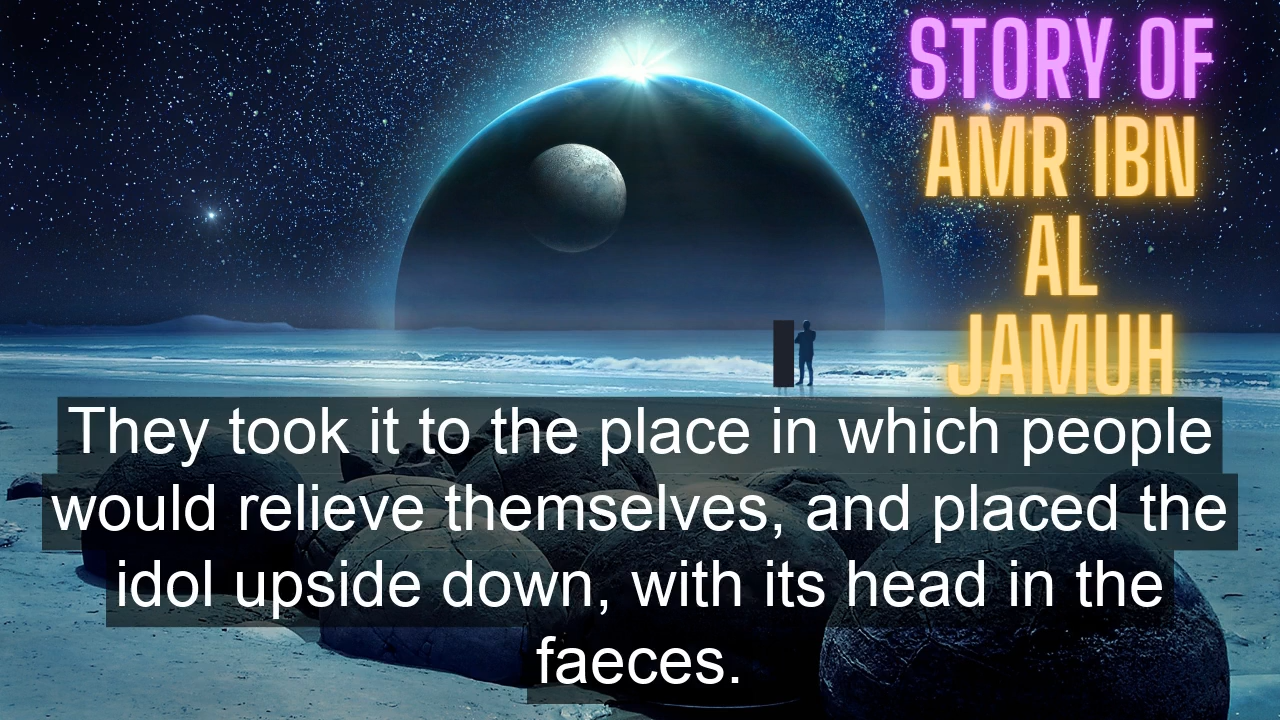 STORY OF
AMR IBN
AL
JAMUH
They took it to the place in which people
would relieve themselves, and placed the
idol upside down, with its head in the
faeces.